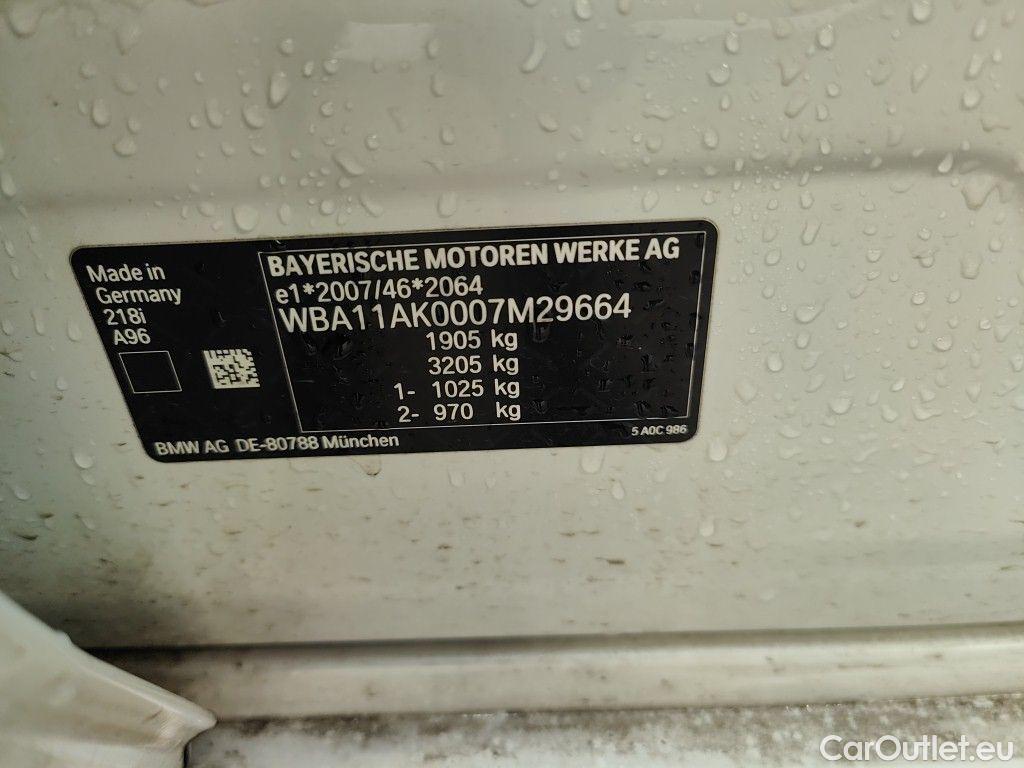 Made in
Germany
218i
A96
BAYERISCHE MOTOREN WERKE AG
e1*2007/46*2064
WBA11AK0007M29664
1905 kg
3205 kg
1- 1025 kg
2- 970 kg
BMW AG DE-80788 München
5 A0C 986
CarOutlet.eu